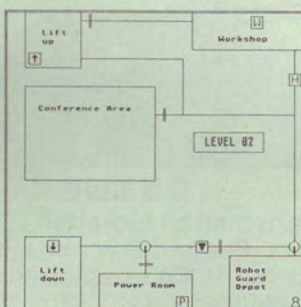 Lift
up
W
Workshop
H
Conference Area
LEVEL 02
Lift
down
Power Room
P
Robot
Guard
Depot
R